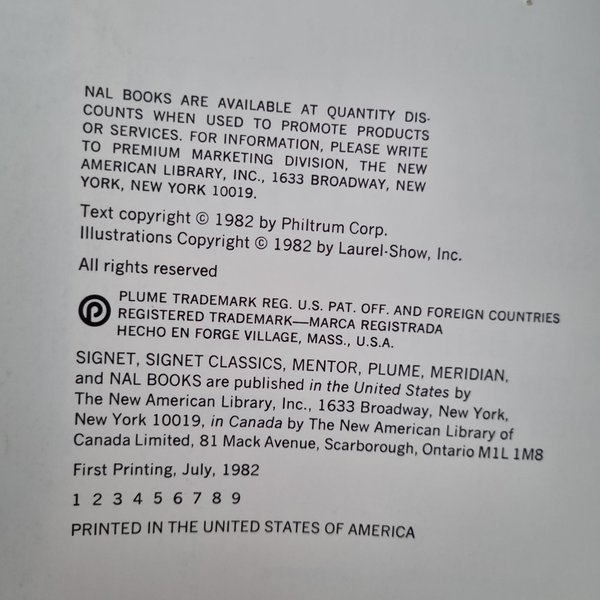 NAL BOOKS ARE AVAILABLE AT QUANTITY DIS-
COUNTS WHEN USED TO PROMOTE PRODUCTS
OR SERVICES. FOR INFORMATION, PLEASE WRITE
TO PREMIUM MARKETING DIVISION, THE NEW
AMERICAN LIBRARY, INC., 1633 BROADWAY, NEW
YORK, NEW YORK 10019.
Text copyright © 1982 by Philtrum Corp.
Illustrations Copyright © 1982 by Laurel-Show, Inc.
All rights reserved
PLUME TRADEMARK REG. U.S. PAT. OFF. AND FOREIGN COUNTRIES
REGISTERED TRADEMARK—MARCA REGISTRADA
HECHO EN FORGE VILLAGE, MASS., U.S.A.
SIGNET, SIGNET CLASSICS, MENTOR, PLUME, MERIDIAN,
and NAL BOOKS are published in the United States by
The New American Library, Inc., 1633 Broadway, New York,
New York 10019, in Canada by The New American Library of
Canada Limited, 81 Mack Avenue, Scarborough, Ontario M1L 1M8
First Printing, July, 1982
1 2 3 4 5 6 7 8 9
PRINTED IN THE UNITED STATES OF AMERICA